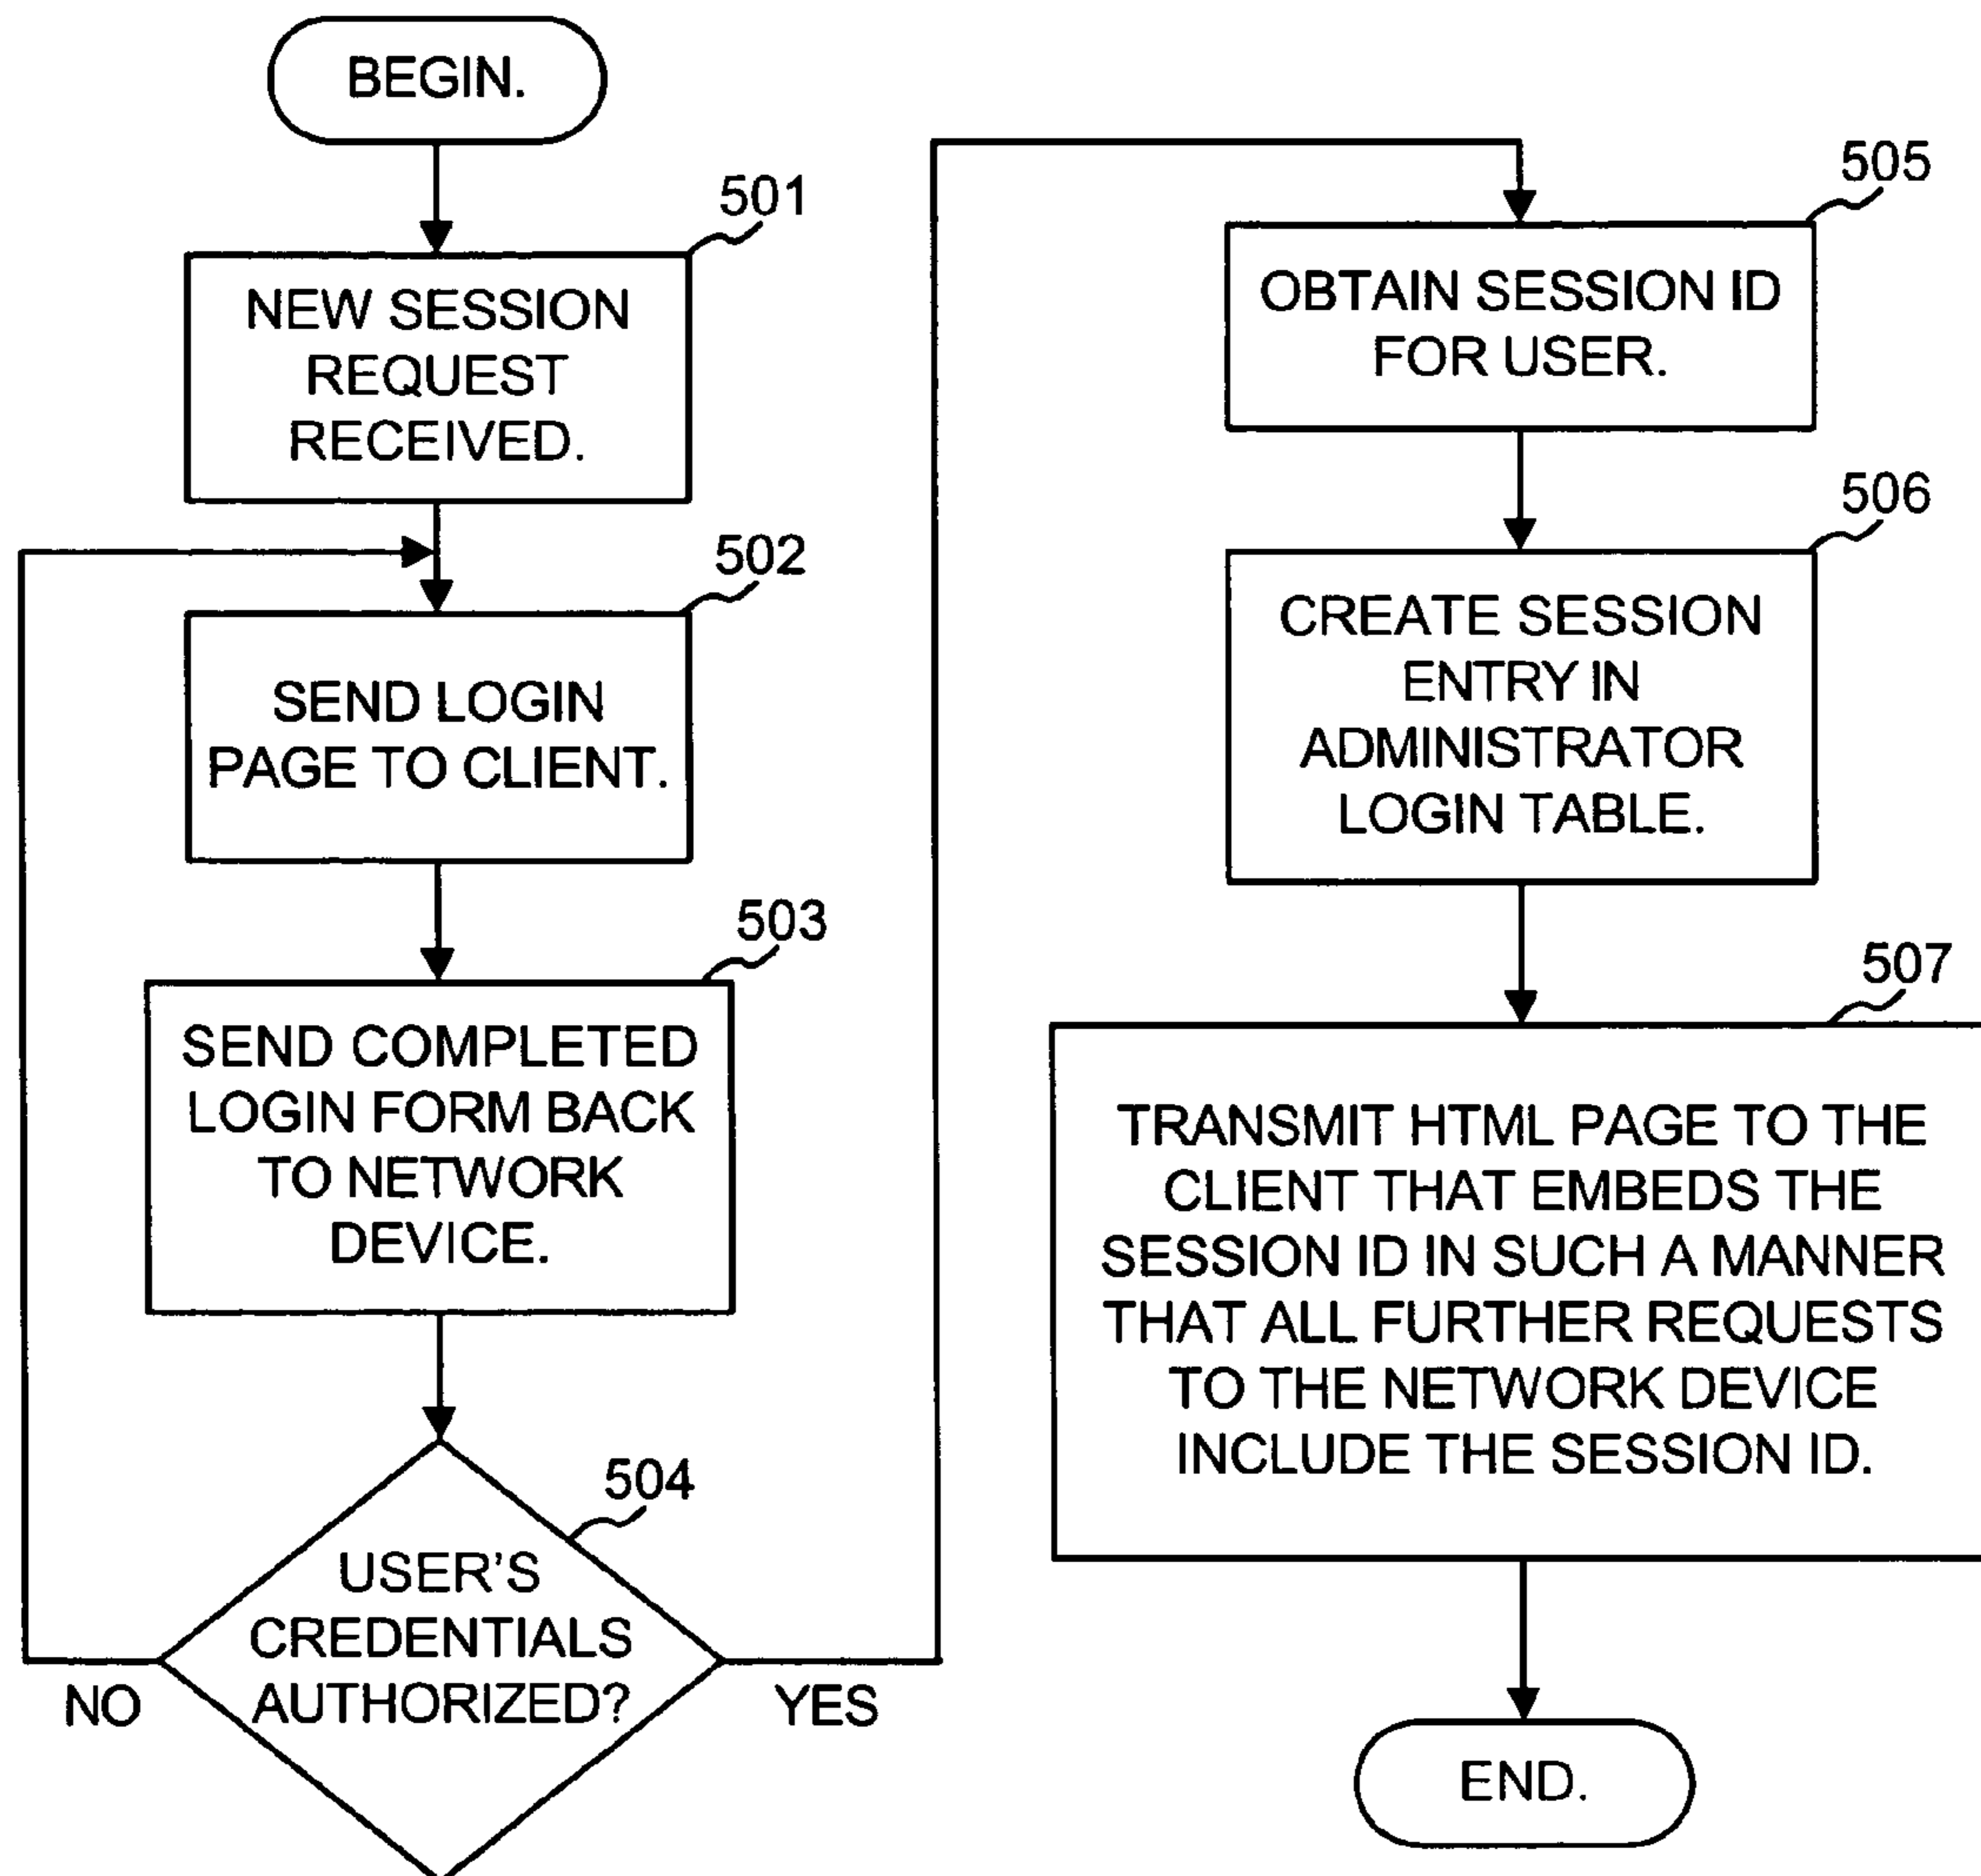 BEGIN.
501
NEW SESSION
REQUEST
RECEIVED.
502
SEND LOGIN
PAGE TO CLIENT.
503
SEND COMPLETED
LOGIN FORM BACK
TO NETWORK
DEVICE.
504
USER'S
CREDENTIALS
AUTHORIZED?
NO
YES
505
OBTAIN SESSION ID
FOR USER.
506
CREATE SESSION
ENTRY IN
ADMINISTRATOR
LOGIN TABLE.
507
TRANSMIT HTML PAGE TO THE
CLIENT THAT EMBEDS THE
SESSION ID IN SUCH A MANNER
THAT ALL FURTHER REQUESTS
TO THE NETWORK DEVICE
INCLUDE THE SESSION ID.
END.